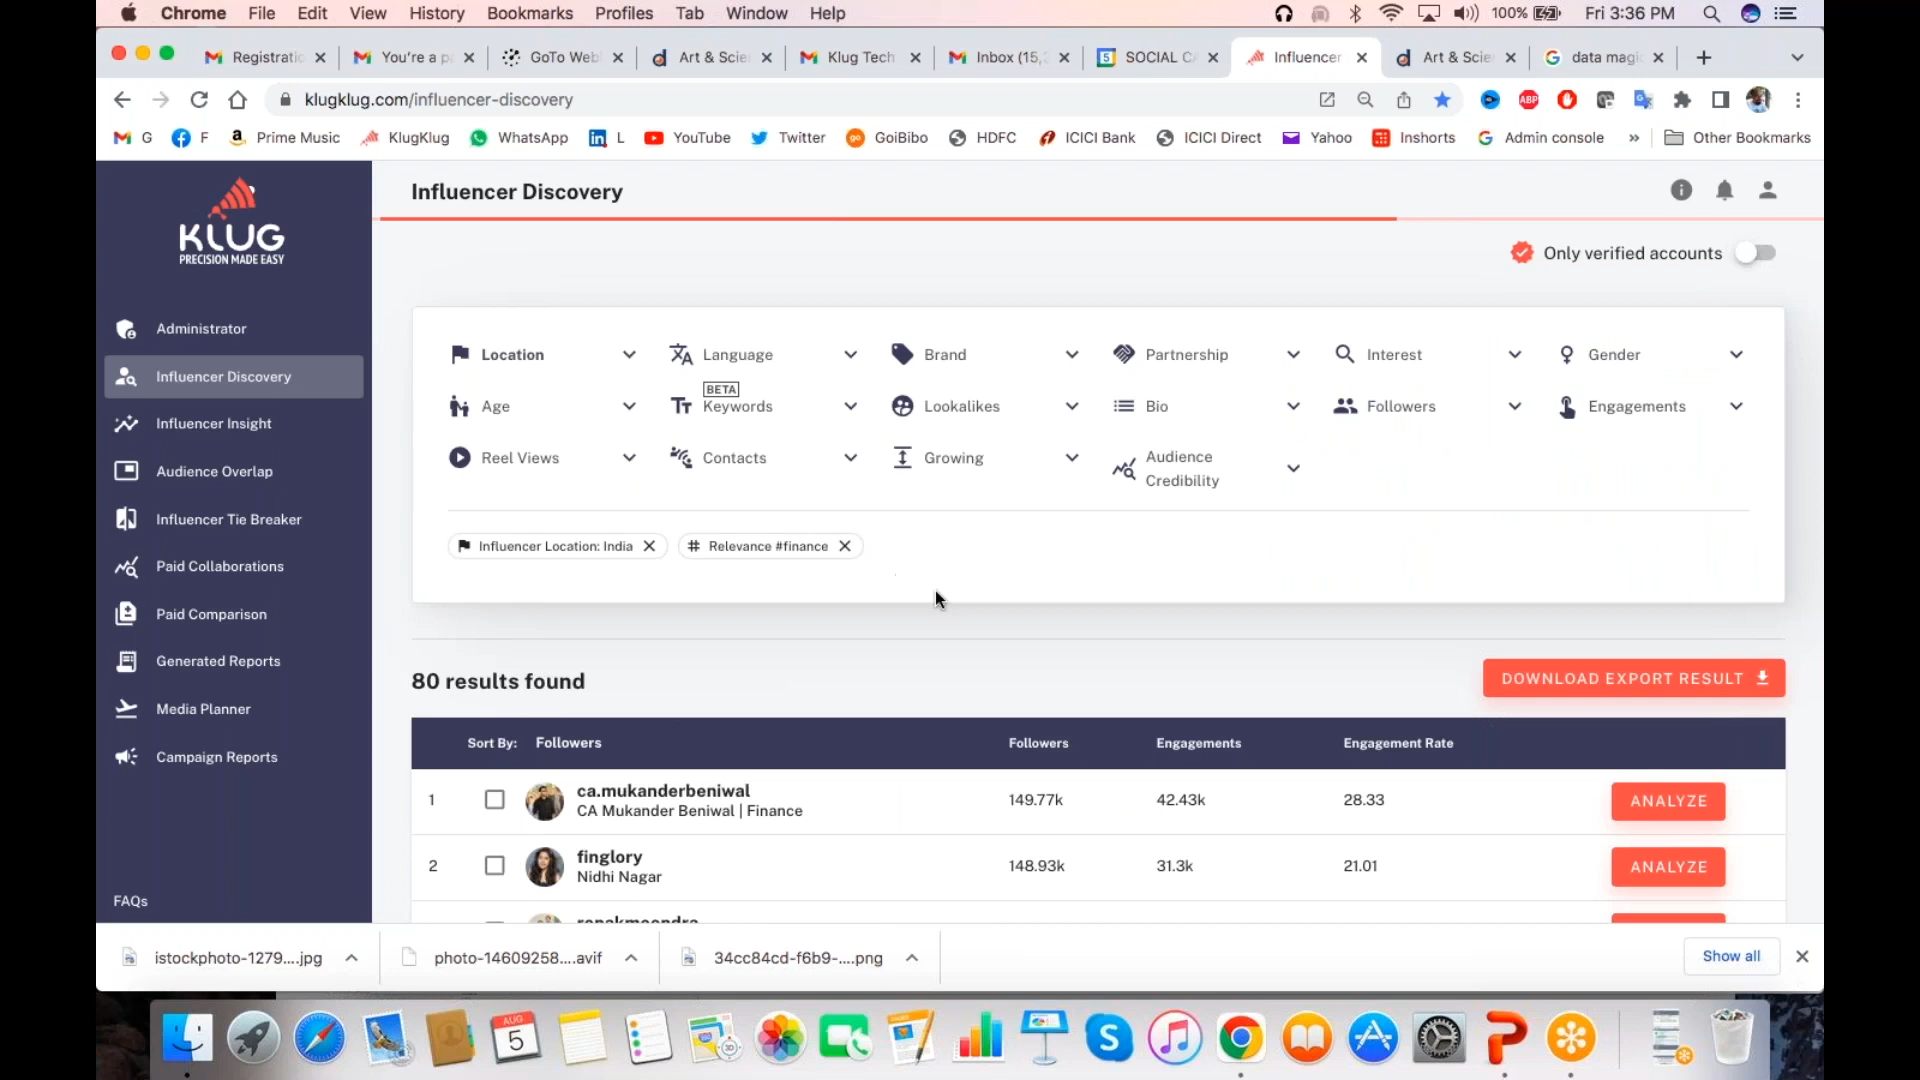 Chrome File Edit View History Bookmarks Profiles Tab Window Help 100% Fri 3:36 PM
Registratio You're a pa GoTo Web Art & Scie Klug Tech Inbox (15, SOCIAL CA Influencer Art & Scie data magi
klugklug.com/influencer-discovery ABP
G F Prime Music KlugKlug WhatsApp L YouTube Twitter GoiBibo HDFC ICICI Bank ICICI Direct Yahoo Inshorts Admin console » Other Bookmarks
KLUG
PRECISION MADE EASY
Administrator
Influencer Discovery
Influencer Insight
Audience Overlap
Influencer Tie Breaker
Paid Collaborations
Paid Comparison
Generated Reports
Media Planner
Campaign Reports
FAQs
Influencer Discovery
Only verified accounts
Location Language Brand Partnership Interest Gender
BETA
Age Keywords Lookalikes Bio Followers Engagements
Reel Views Contacts Growing Audience Credibility
Influencer Location: India Relevance #finance
80 results found
DOWNLOAD EXPORT RESULT
Sort By: Followers Followers Engagements Engagement Rate
1 ca.mukanderbeniwal 149.77k 42.43k 28.33 ANALYZE
CA Mukander Beniwal | Finance
2 finglory 148.93k 31.3k 21.01 ANALYZE
Nidhi Nagar
istockphoto-1279....jpg photo-14609258....avif 34cc84cd-f6b9-....png Show all
AUG
5